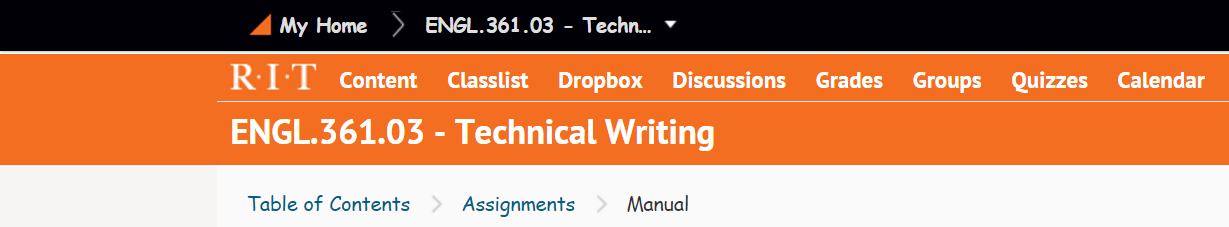 My Home ENGL.361.03 - Techn...
R·I·T Content Classlist Dropbox Discussions Grades Groups Quizzes Calendar
ENGL.361.03 - Technical Writing
Table of Contents Assignments Manual